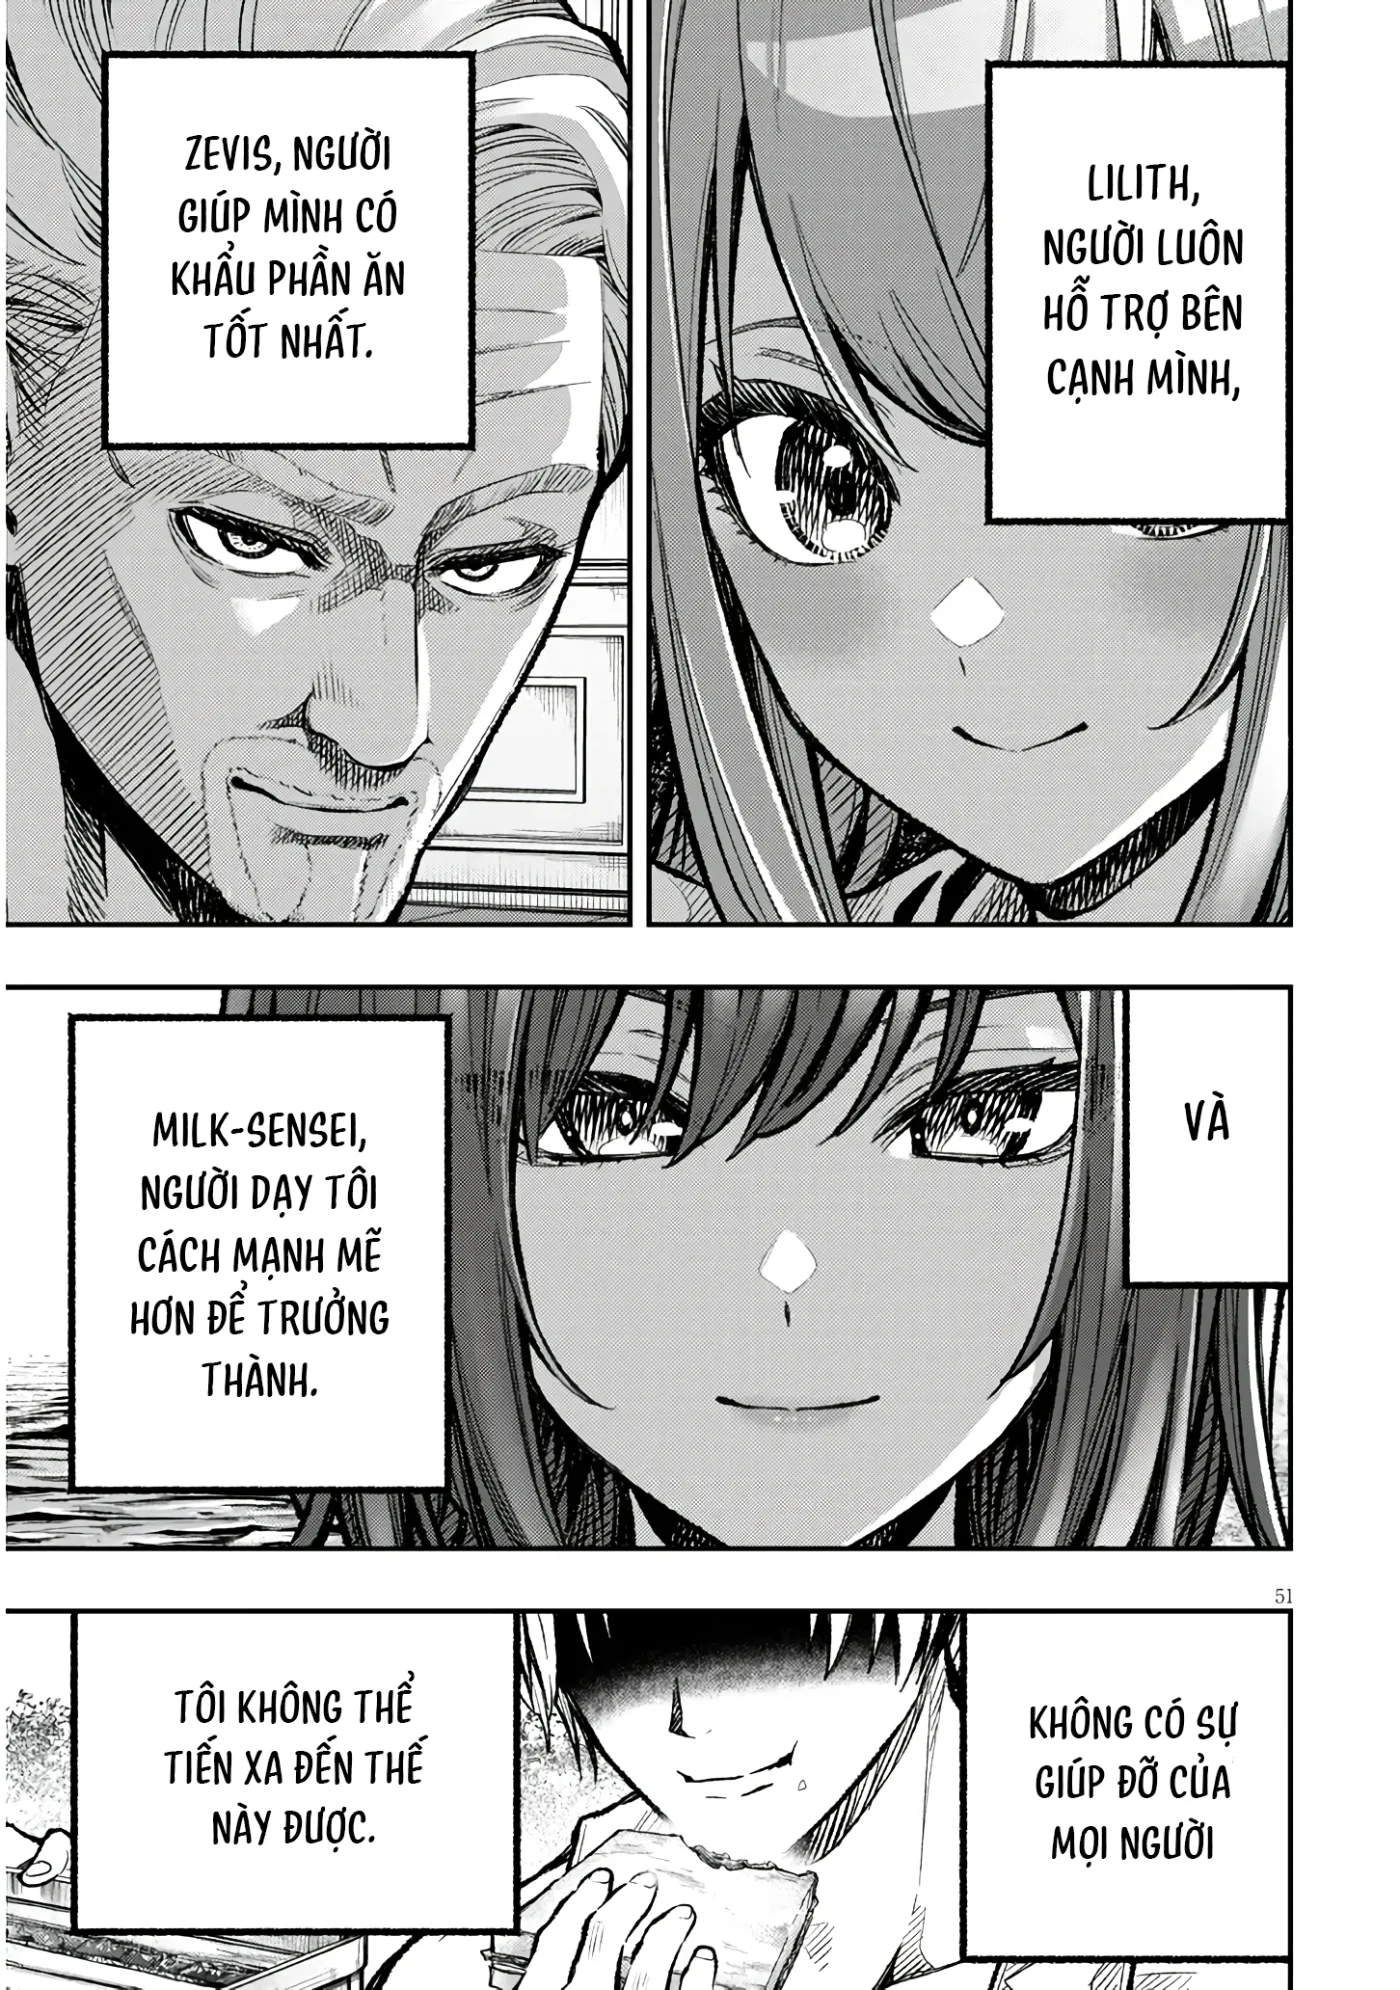 LILITH,
NGƯỜI LUÔN
HỖ TRỢ BÊN
CẠNH MÌNH,
ZEVIS, NGƯỜI
GIÚP MÌNH CÓ
KHẨU PHẦN ĂN
TỐT NHẤT.
VÀ
MILK-SENSEI,
NGƯỜI DẠY TÔI
CÁCH MẠNH MẼ
HƠN ĐỂ TRƯỞNG
THÀNH.
51
KHÔNG CÓ SỰ
GIÚP ĐỠ CỦA
MỌI NGƯỜI
TÔI KHÔNG THỂ
TIẾN XA ĐẾN THẾ
NÀY ĐƯỢC.